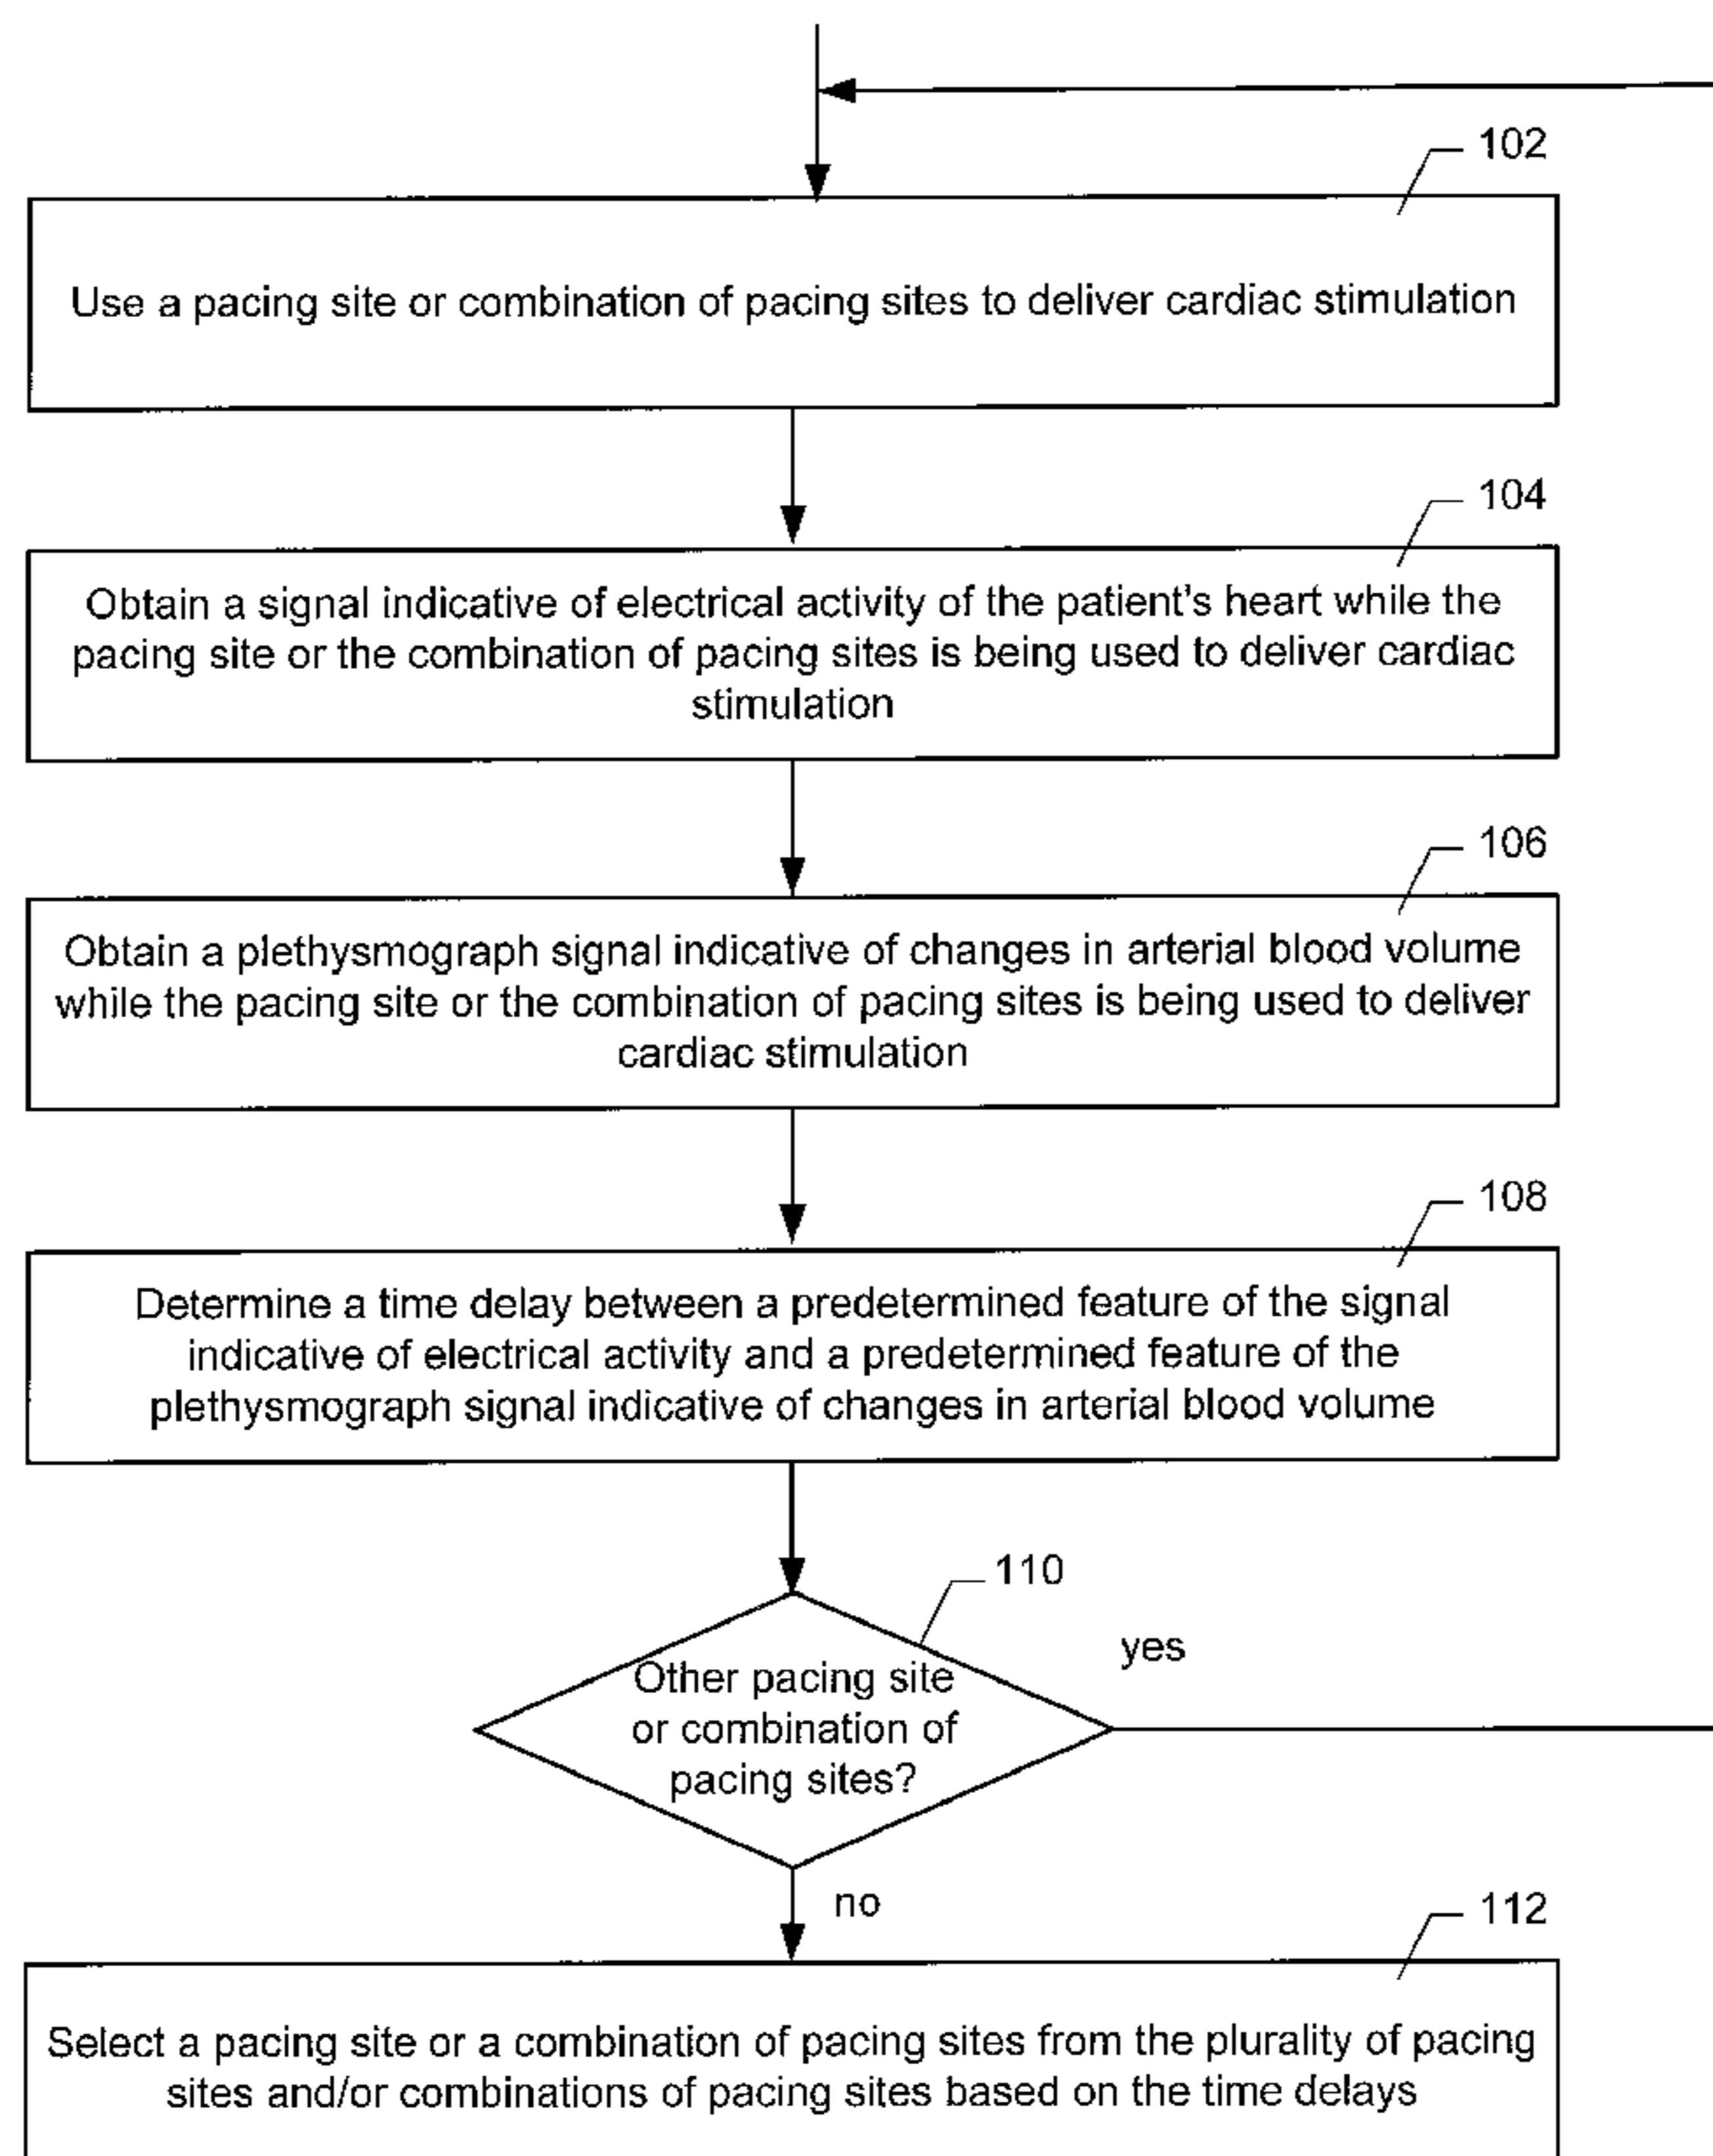 102
Use a pacing site or combination of pacing sites to deliver cardiac stimulation
104
Obtain a signal indicative of electrical activity of the patient's heart while the
pacing site or the combination of pacing sites is being used to deliver cardiac
stimulation
106
Obtain a plethysmograph signal indicative of changes in arterial blood volume
while the pacing site or the combination of pacing sites is being used to deliver
cardiac stimulation
108
Determine a time delay between a predetermined feature of the signal
indicative of electrical activity and a predetermined feature of the
plethysmograph signal indicative of changes in arterial blood volume
110
yes
Other pacing site
or combination of
pacing sites?
no
112
Select a pacing site or a combination of pacing sites from the plurality of pacing
sites and/or combinations of pacing sites based on the time delays